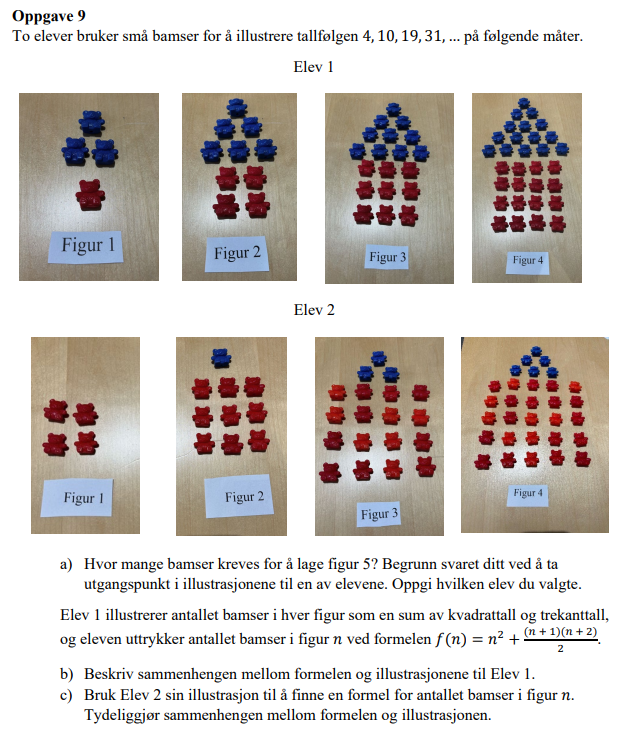 Oppgave 9
To elever bruker små bamser for å illustrere tallfølgen 4, 10, 19, 31, ... på følgende måter.
Elev 1
Figur 1
Figur 2
Figur 3
Figur 4
Elev 2
Figur 1
Figur 2
Figur 3
Figur 4
a) Hvor mange bamser kreves for å lage figur 5? Begrunn svaret ditt ved å ta
utgangspunkt i illustrasjonene til en av elevene. Oppgi hvilken elev du valgte.
Elev 1 illustrerer antallet bamser i hver figur som en sum av kvadrattall og trekanttall,
og eleven uttrykker antallet bamser i figur n ved formelen f(n) = n² + (n + 1)(n + 2)/2.
b) Beskriv sammenhengen mellom formelen og illustrasjonene til Elev 1.
c) Bruk Elev 2 sin illustrasjon til å finne en formel for antallet bamser i figur n.
Tydeliggjør sammenhengen mellom formelen og illustrasjonen.